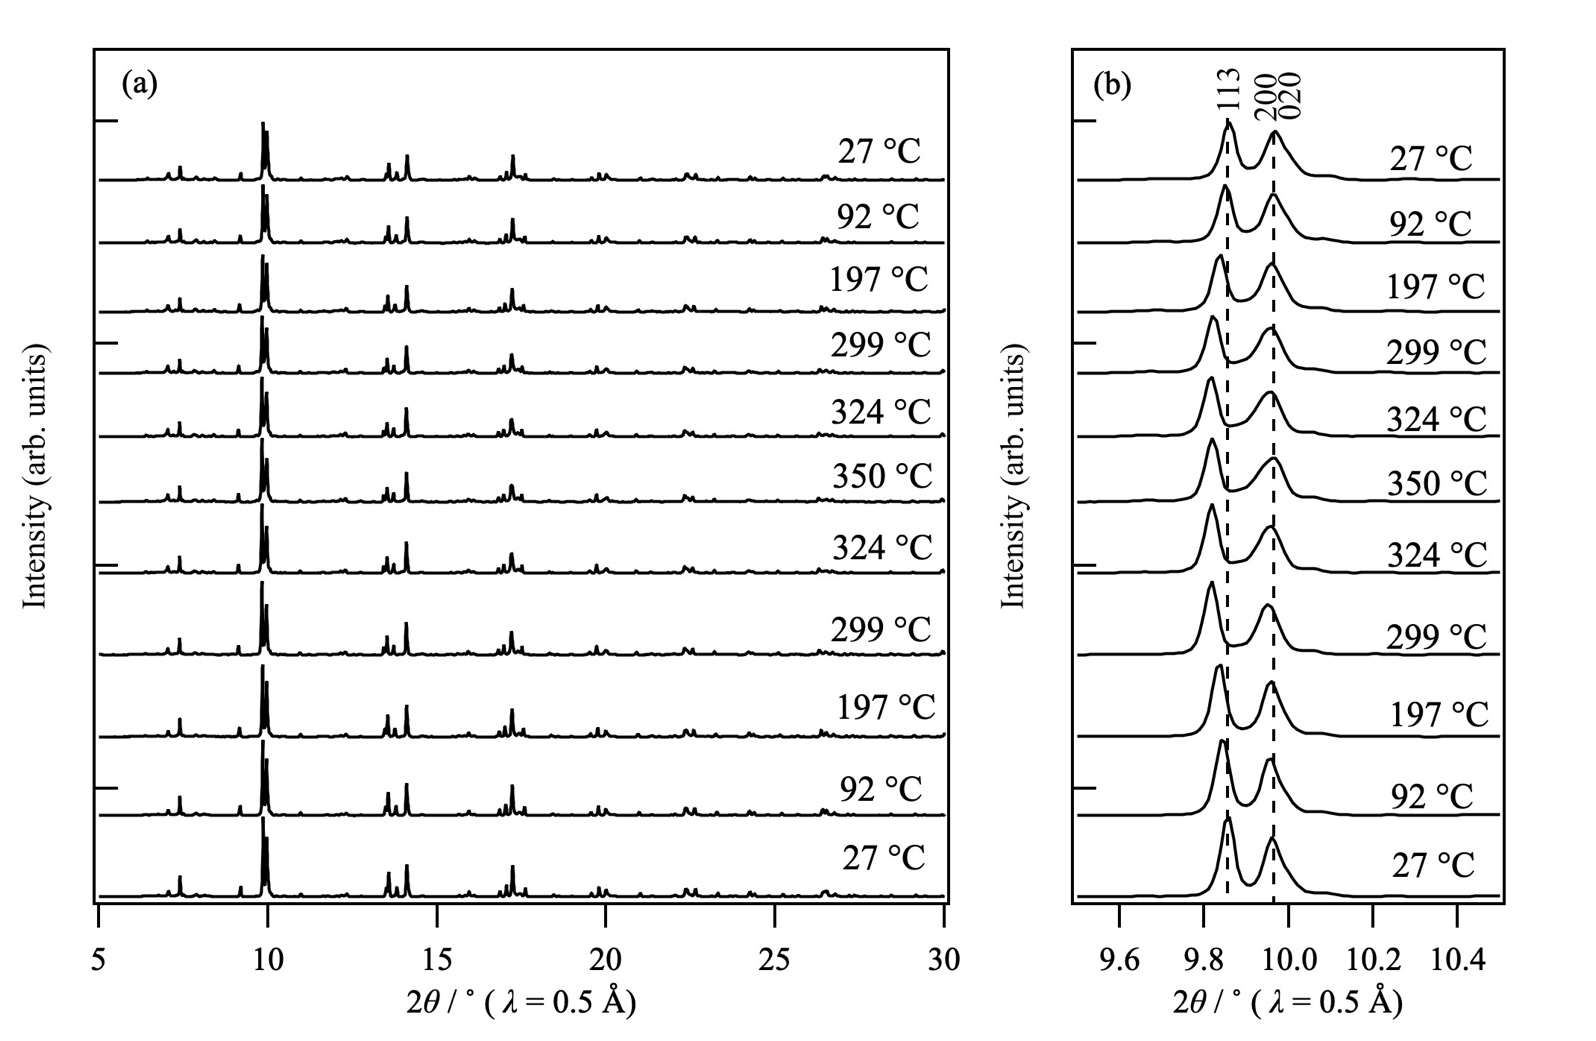 (a)
27 °C
92 °C
197 °C
299 °C
324 °C
350 °C
324 °C
299 °C
197 °C
92 °C
27 °C
Intensity (arb. units)
5 10 15 20 25 30
2θ / ° ( λ = 0.5 Å)
(b)
113
200
020
27 °C
92 °C
197 °C
299 °C
324 °C
350 °C
324 °C
299 °C
197 °C
92 °C
27 °C
Intensity (arb. units)
9.6 9.8 10.0 10.2 10.4
2θ / ° ( λ = 0.5 Å)